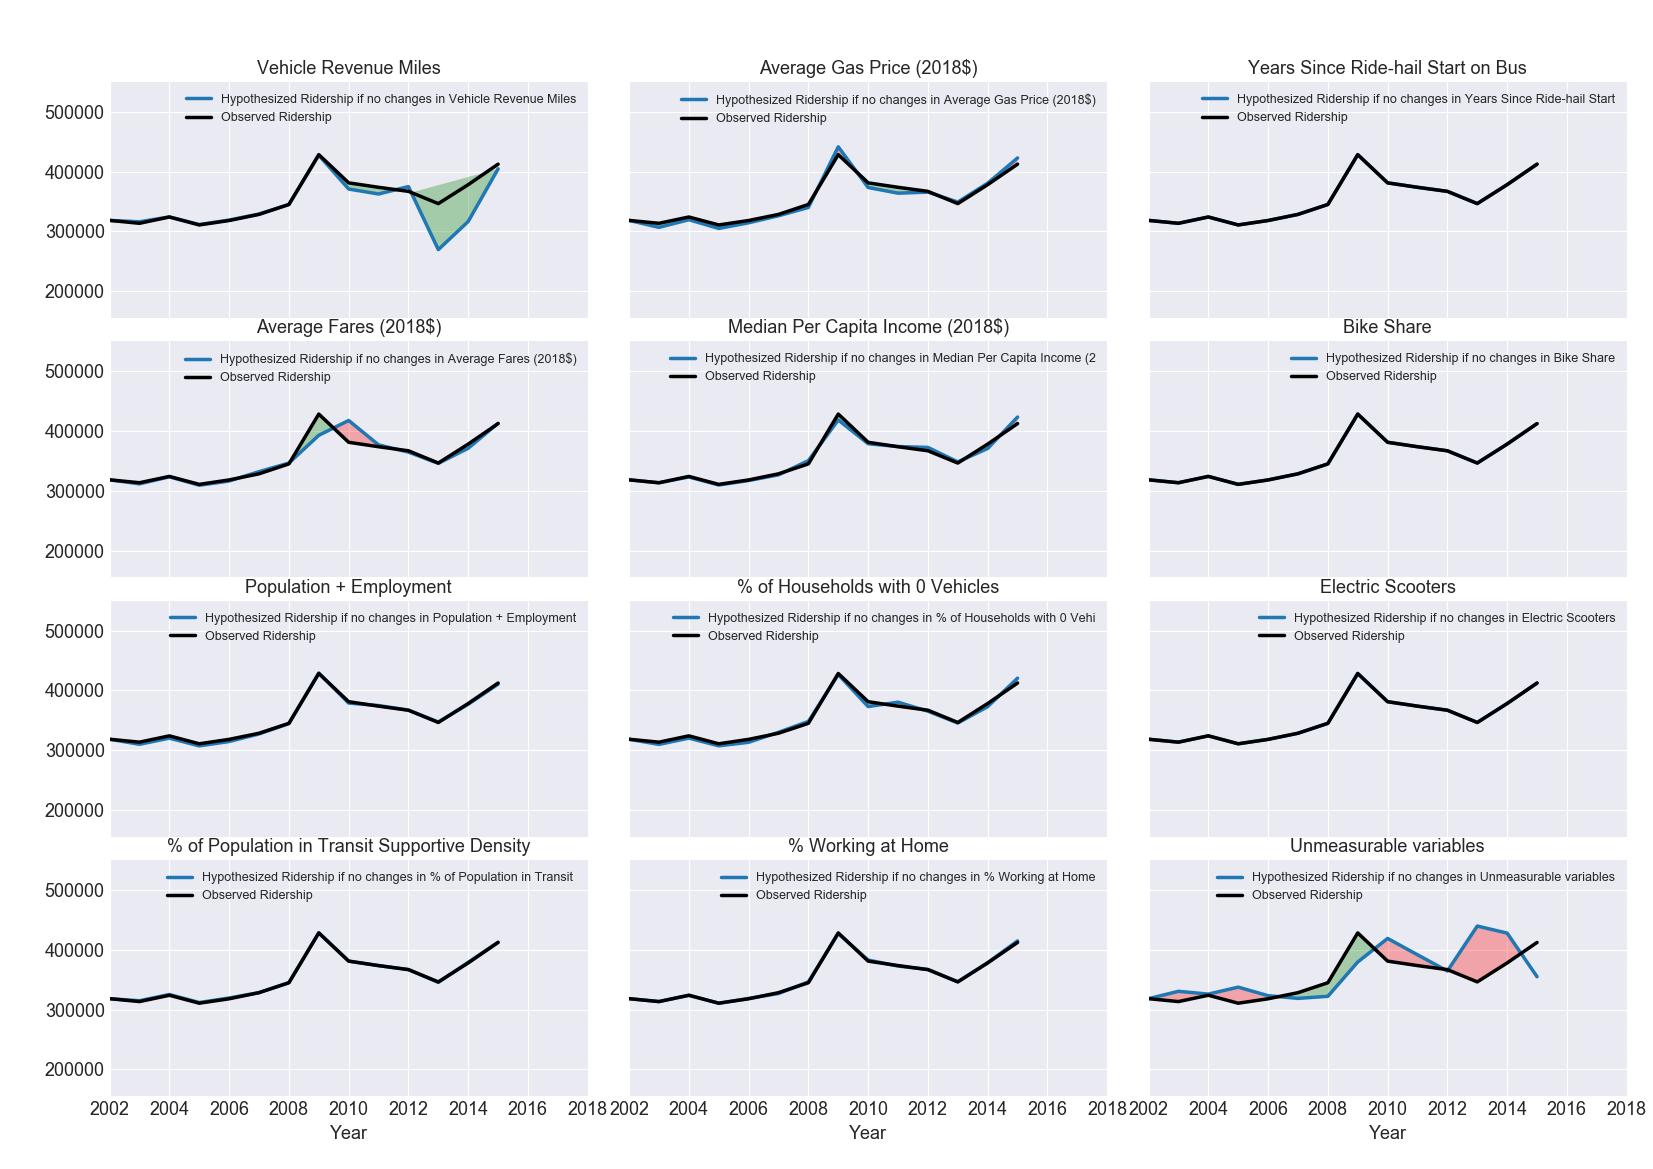 Vehicle Revenue Miles
Hypothesized Ridership if no changes in Vehicle Revenue Miles
Observed Ridership
500000
400000
300000
200000
Average Gas Price (2018$)
Hypothesized Ridership if no changes in Average Gas Price (2018$)
Observed Ridership
Years Since Ride-hail Start on Bus
Hypothesized Ridership if no changes in Years Since Ride-hail Start
Observed Ridership
Average Fares (2018$)
Hypothesized Ridership if no changes in Average Fares (2018$)
Observed Ridership
500000
400000
300000
200000
Median Per Capita Income (2018$)
Hypothesized Ridership if no changes in Median Per Capita Income (2
Observed Ridership
Bike Share
Hypothesized Ridership if no changes in Bike Share
Observed Ridership
Population + Employment
Hypothesized Ridership if no changes in Population + Employment
Observed Ridership
500000
400000
300000
200000
% of Households with 0 Vehicles
Hypothesized Ridership if no changes in % of Households with 0 Vehi
Observed Ridership
Electric Scooters
Hypothesized Ridership if no changes in Electric Scooters
Observed Ridership
% of Population in Transit Supportive Density
Hypothesized Ridership if no changes in % of Population in Transit
Observed Ridership
500000
400000
300000
200000
2002 2004 2006 2008 2010 2012 2014 2016 2018
Year
% Working at Home
Hypothesized Ridership if no changes in % Working at Home
Observed Ridership
2002 2004 2006 2008 2010 2012 2014 2016 2018
Year
Unmeasurable variables
Hypothesized Ridership if no changes in Unmeasurable variables
Observed Ridership
2002 2004 2006 2008 2010 2012 2014 2016 2018
Year